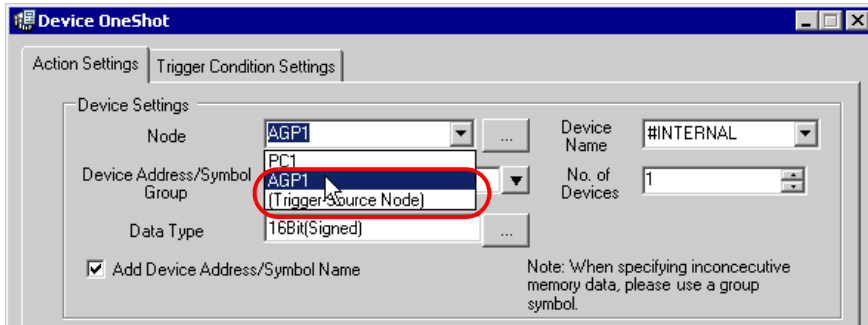 Device OneShot
Action Settings
Trigger Condition Settings
Device Settings
Node
AGP1
...
Device Name
#INTERNAL
PC1
AGP1
(Trigger Source Node)
Device Address/Symbol Group
No. of Devices
1
Data Type
16Bit(Signed)
...
Add Device Address/Symbol Name
Note: When specifying inconcecutive
memory data, please use a group
symbol.